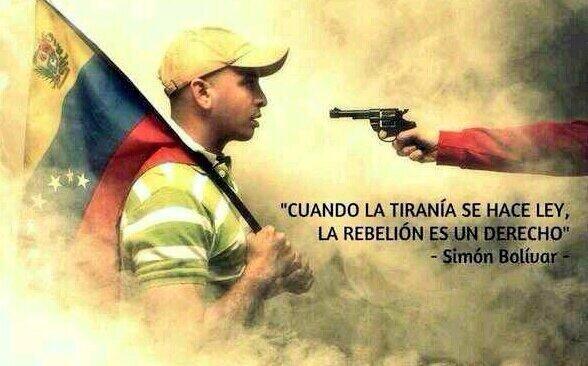 "CUANDO LA TIRANÍA SE HACE LEY,
LA REBELIÓN ES UN DERECHO"
- Simón Bolívar -